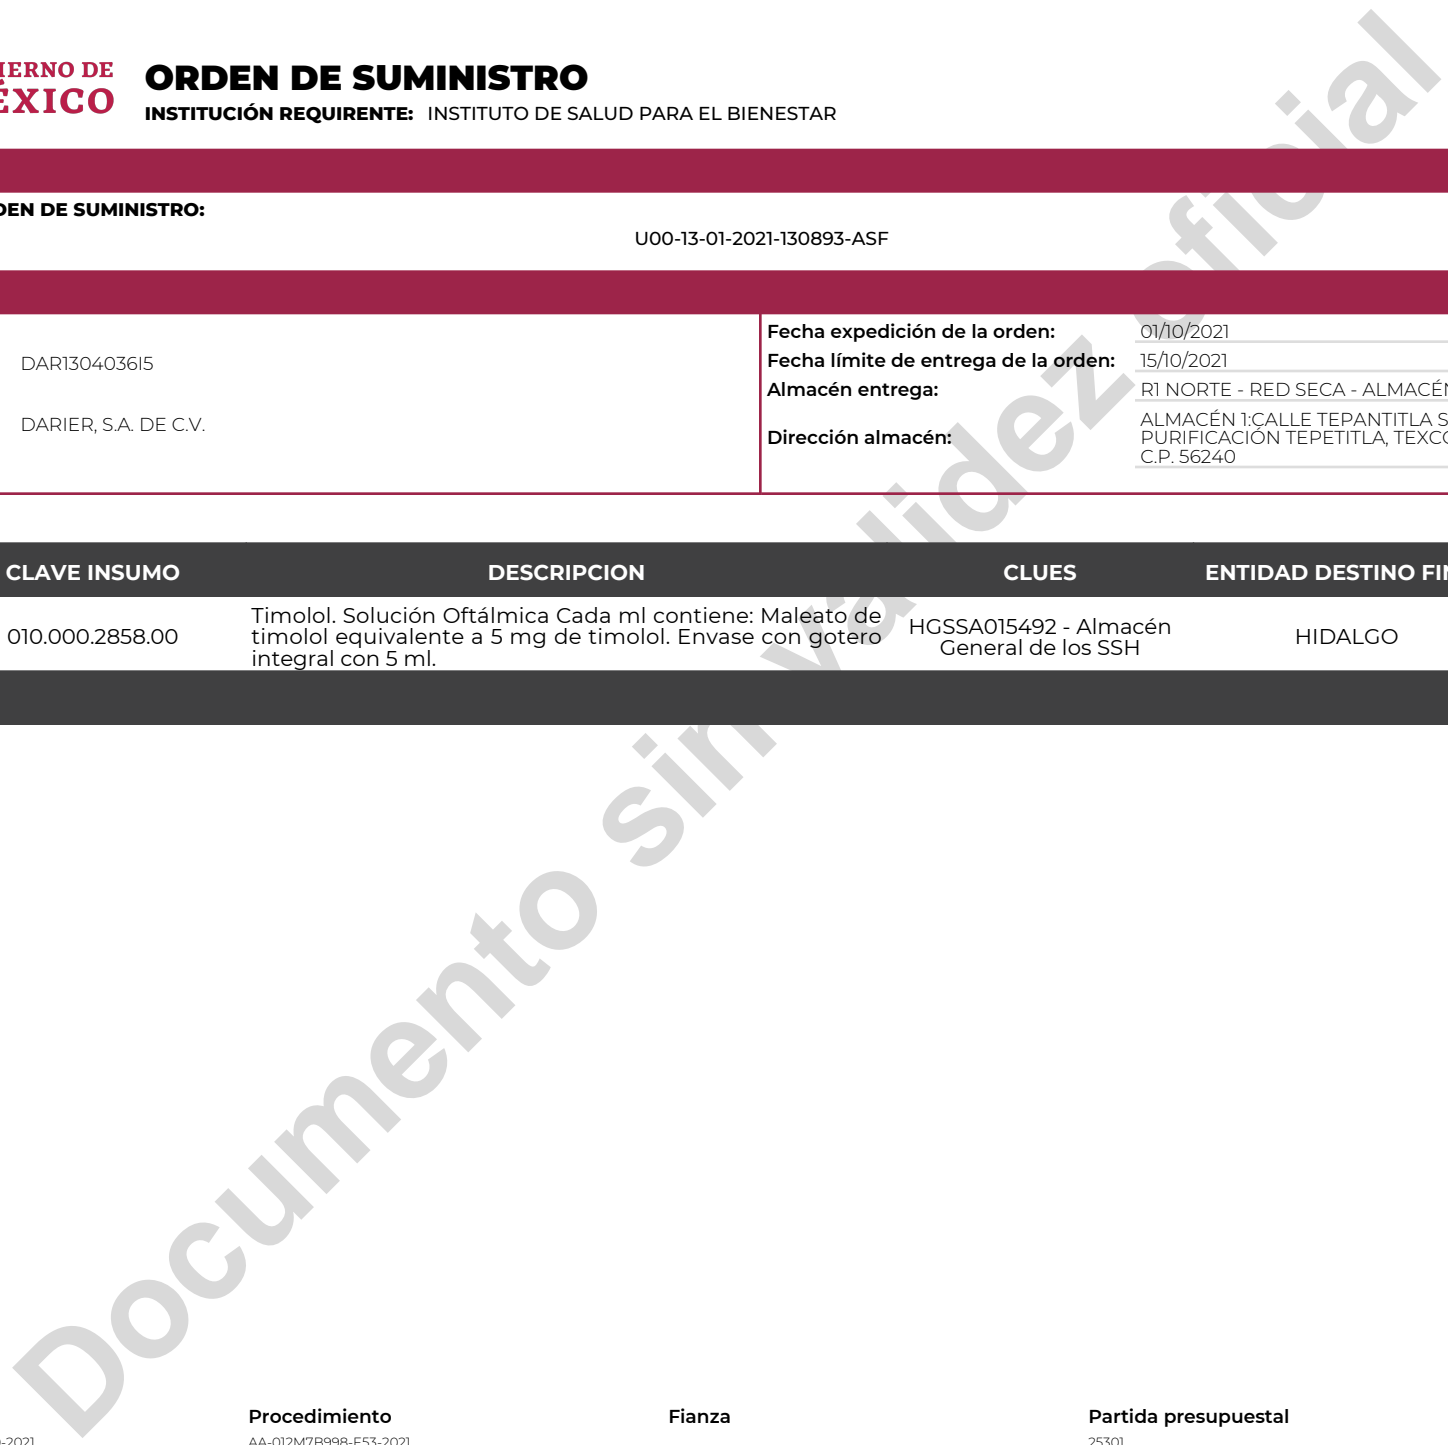 IERNO DE
ÉXICO
ORDEN DE SUMINISTRO
INSTITUCIÓN REQUIRENTE: INSTITUTO DE SALUD PARA EL BIENESTAR
DEN DE SUMINISTRO:
U00-13-01-2021-130893-ASF
DAR1304036I5
DARIER, S.A. DE C.V.
Fecha expedición de la orden: 01/10/2021
Fecha límite de entrega de la orden: 15/10/2021
Almacén entrega: R1 NORTE - RED SECA - ALMACÉN
Dirección almacén:
ALMACÉN 1:CALLE TEPANTITLA S
PURIFICACIÓN TEPETITLA, TEXCO
C.P. 56240
CLAVE INSUMO DESCRIPCION CLUES ENTIDAD DESTINO FIN
010.000.2858.00
Timolol. Solución Oftálmica Cada ml contiene: Maleato de
timolol equivalente a 5 mg de timolol. Envase con gotero
integral con 5 ml.
HGSSA015492 - Almacén
General de los SSH
HIDALGO
Documento sin validez oficial
Procedimiento Fianza Partida presupuestal
-2021 AA-012M7B998-E53-2021 25301